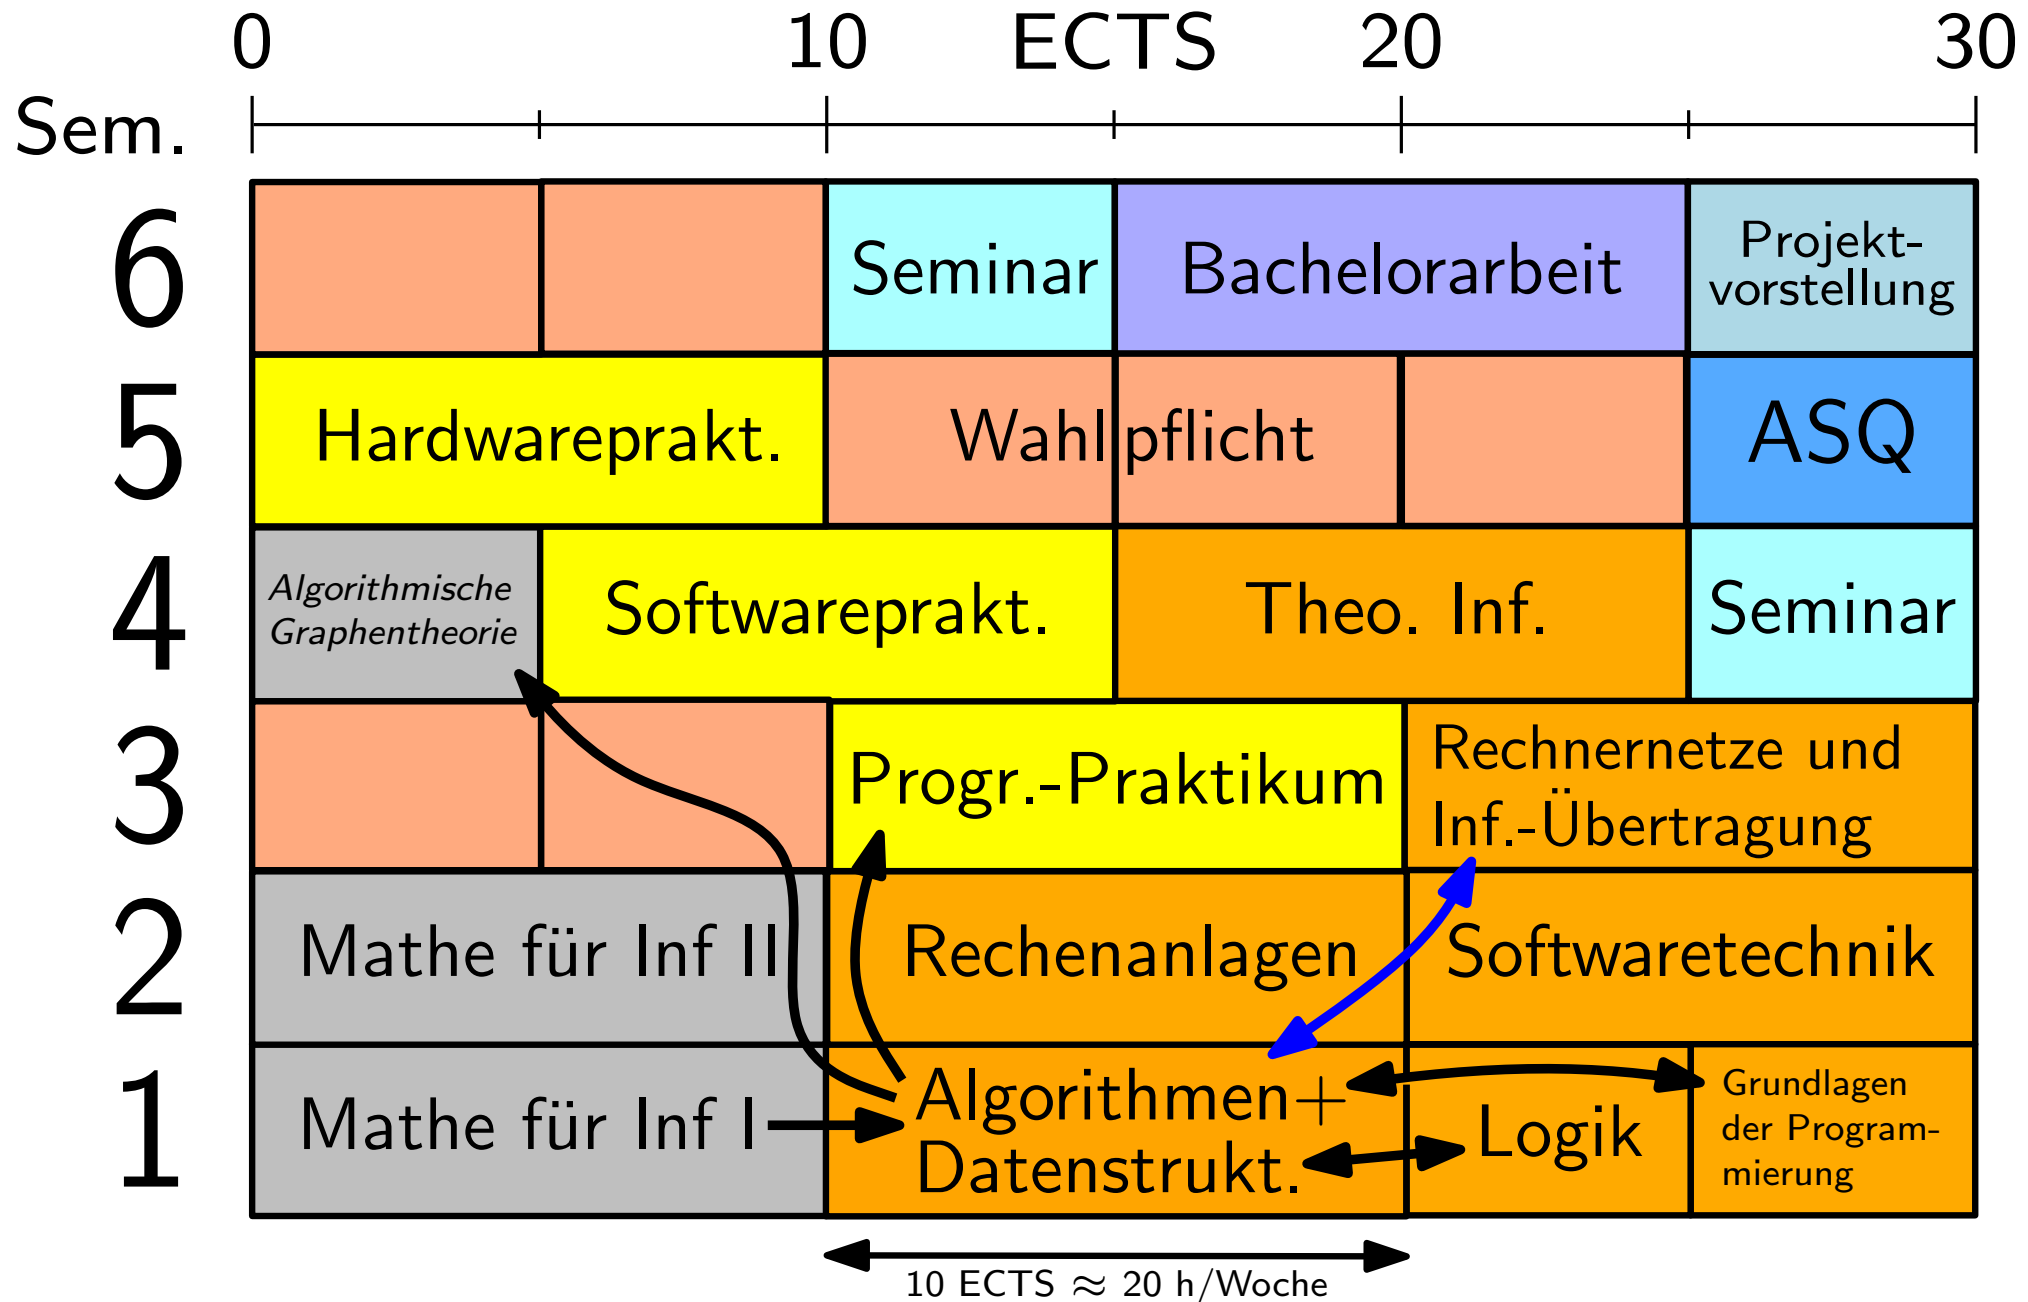 0 10 ECTS 20 30
Sem.
6 Seminar Bachelorarbeit Projekt-
vorstellung
5 Hardwareprakt. Wahlpflicht ASQ
4 Algorithmische
Graphentheorie
Softwareprakt. Theo. Inf. Seminar
3 Progr.-Praktikum Rechnernetze und
Inf.-Übertragung
2 Mathe für Inf II Rechenanlagen Softwaretechnik
1 Mathe für Inf I Algorithmen+
Datenstrukt.
Logik
Grundlagen
der Program-
mierung
10 ECTS ≈ 20 h/Woche